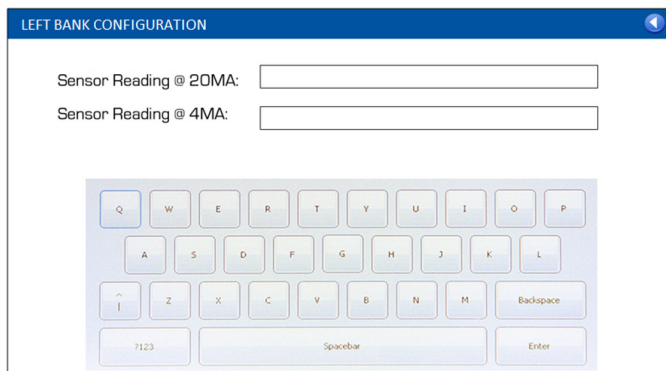 LEFT BANK CONFIGURATION
Sensor Reading @ 20MA:
Sensor Reading @ 4MA:
Q W E R T Y U I O P
A S D F G H J K L
Z X C V B N M Backspace
?123 Spacebar Enter